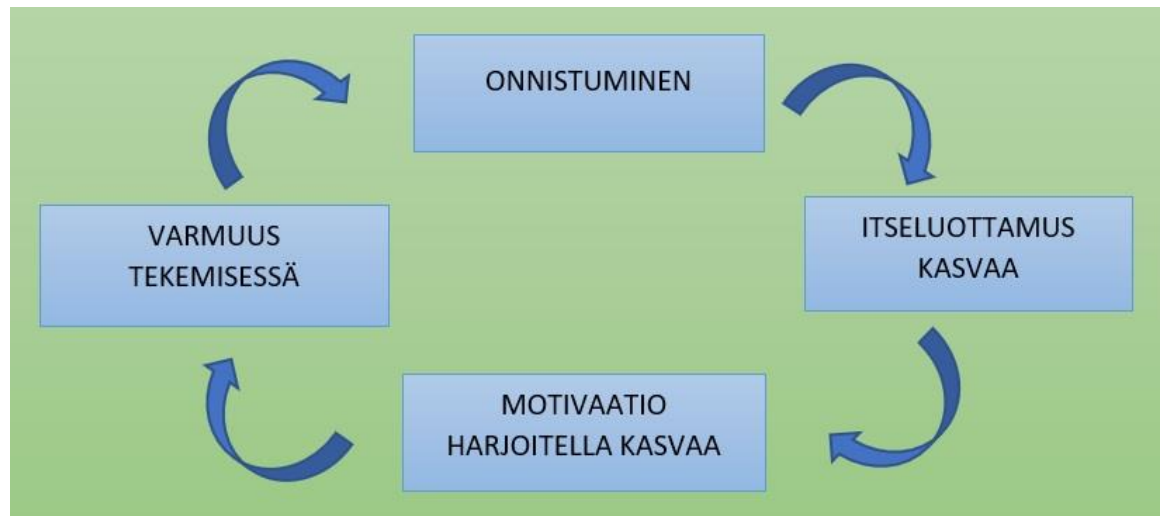 ONNISTUMINEN
ITSELUOTTAMUS
KASVAA
MOTIVAATIO
HARJOITELLA KASVAA
VARMUUS
TEKEMISESSÄ